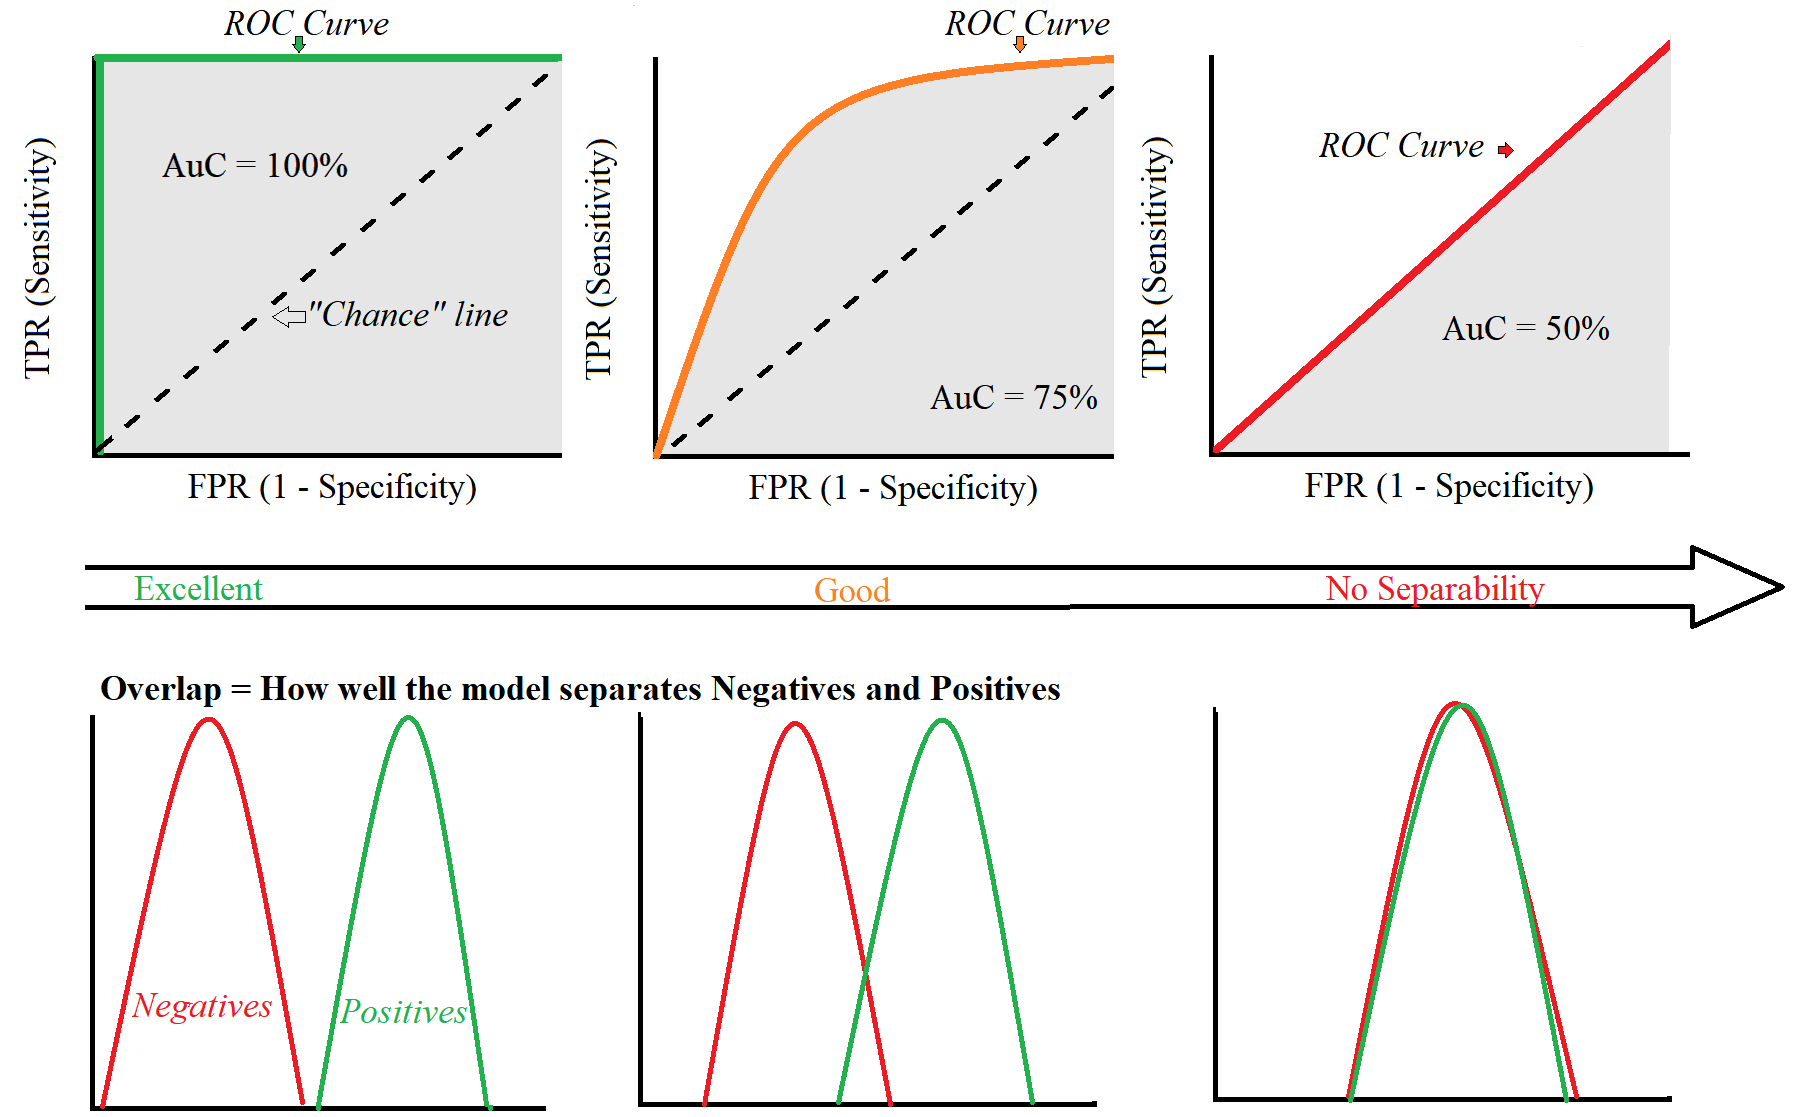 ROC Curve
ROC Curve
ROC Curve
TPR (Sensitivity)
AuC = 100%
"Chance" line
FPR (1 - Specificity)
TPR (Sensitivity)
AuC = 75%
FPR (1 - Specificity)
TPR (Sensitivity)
AuC = 50%
FPR (1 - Specificity)
Excellent
Good
No Separability
Overlap = How well the model separates Negatives and Positives
Negatives
Positives